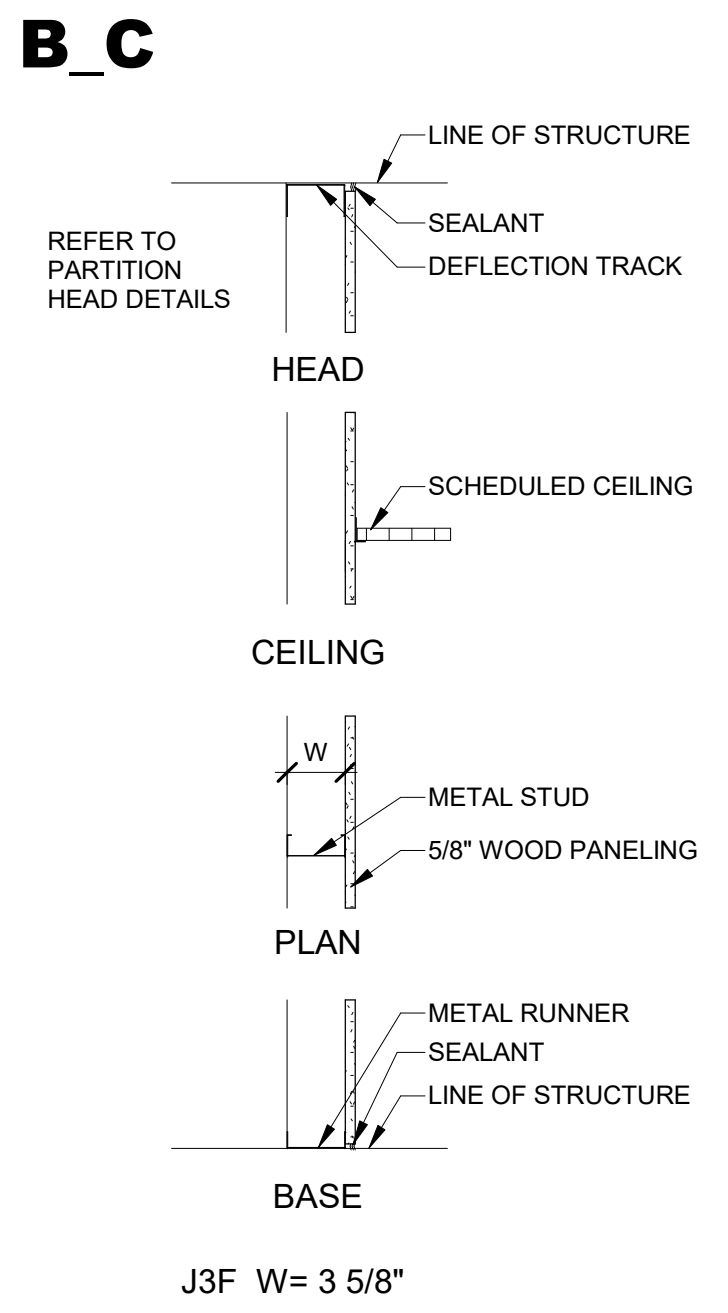 B_C
LINE OF STRUCTURE
SEALANT
DEFLECTION TRACK
REFER TO
PARTITION
HEAD DETAILS
HEAD
SCHEDULED CEILING
CEILING
W
METAL STUD
5/8" WOOD PANELING
PLAN
METAL RUNNER
SEALANT
LINE OF STRUCTURE
BASE
J3F W= 3 5/8"